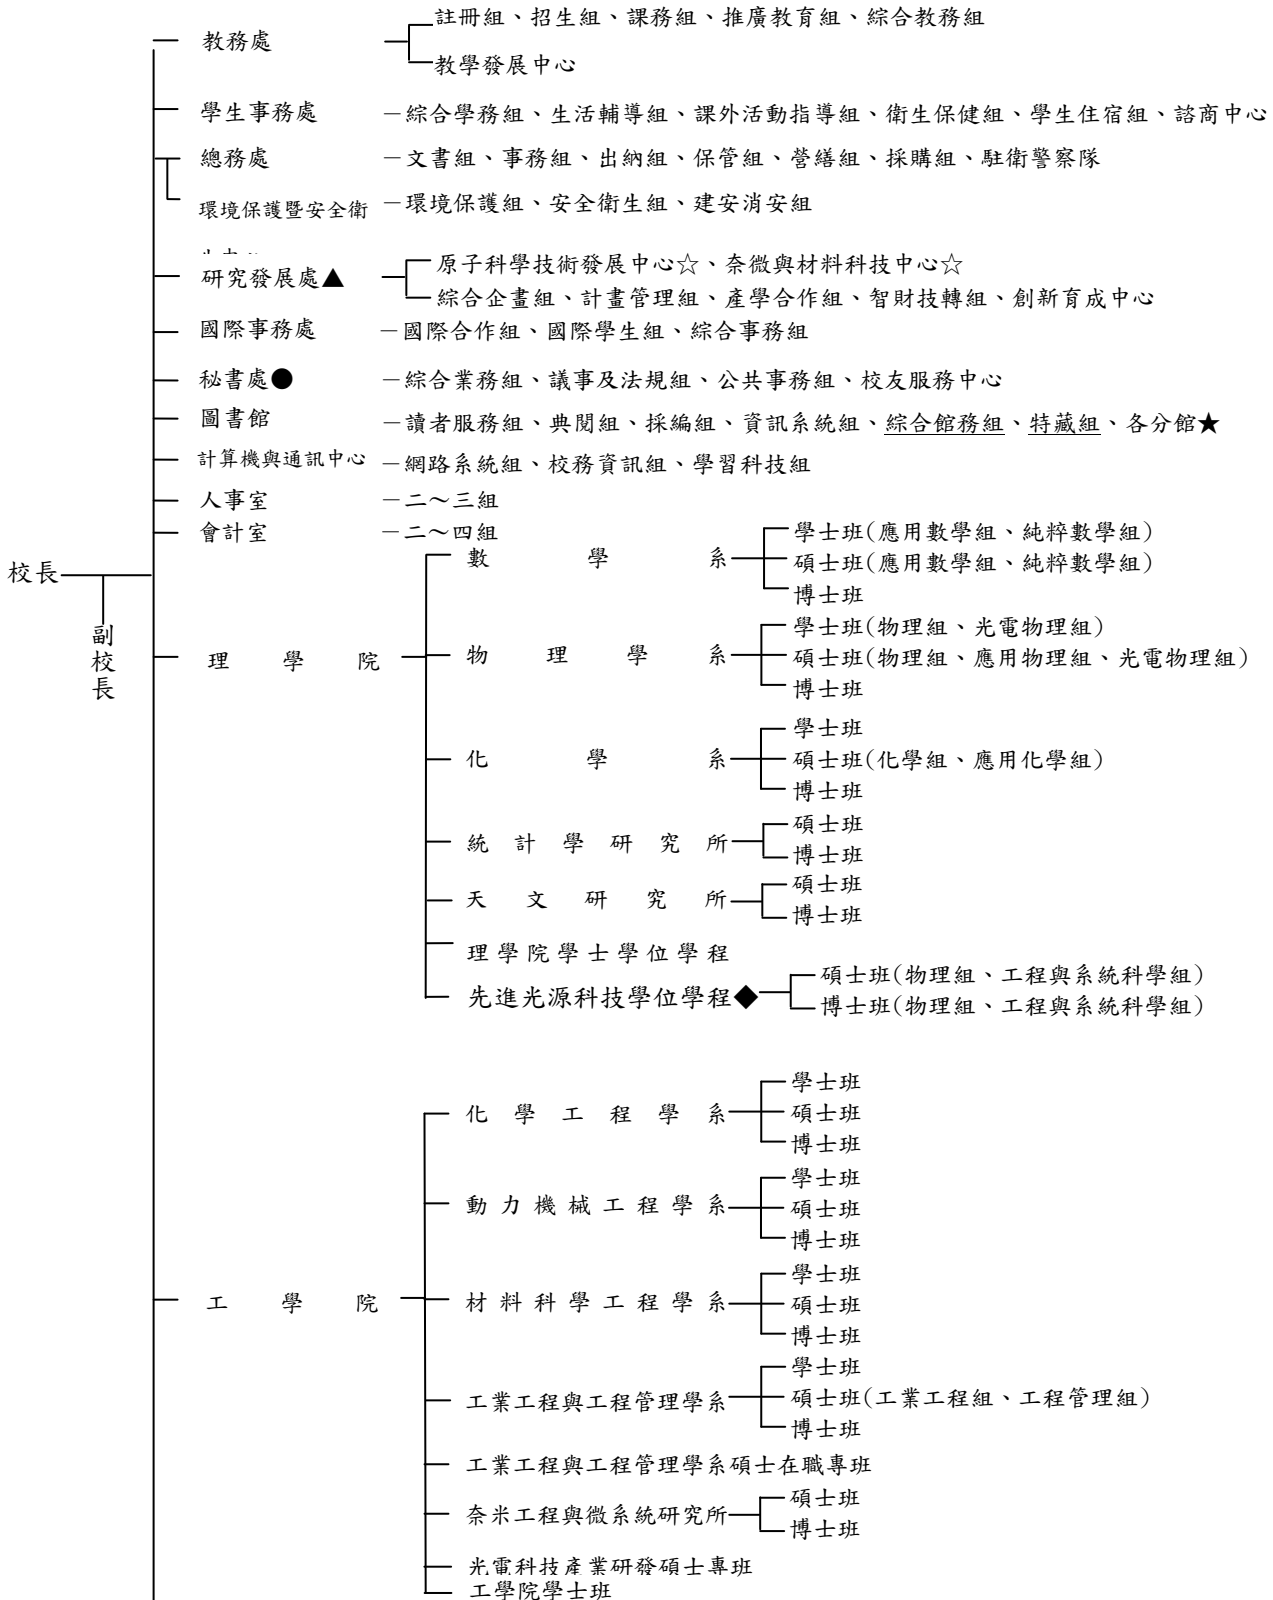 註冊組、招生組、課務組、推廣教育組、綜合教務組
教務處
教學發展中心
學生事務處 －綜合學務組、生活輔導組、課外活動指導組、衛生保健組、學生住宿組、諮商中心
總務處 －文書組、事務組、出納組、保管組、營繕組、採購組、駐衛警察隊
環境保護暨安全衛 －環境保護組、安全衛生組、建安消安組
原子科學技術發展中心☆、奈微與材料科技中心☆
研究發展處▲
綜合企畫組、計畫管理組、產學合作組、智財技轉組、創新育成中心
國際事務處 －國際合作組、國際學生組、綜合事務組
秘書處● －綜合業務組、議事及法規組、公共事務組、校友服務中心
圖書館 －讀者服務組、典閱組、採編組、資訊系統組、綜合館務組、特藏組、各分館★
計算機與通訊中心 －網路系統組、校務資訊組、學習科技組
人事室 －二～三組
會計室 －二～四組
校長
副校長
理學院
數學系
學士班(應用數學組、純粹數學組)
碩士班(應用數學組、純粹數學組)
博士班
物理學系
學士班(物理組、光電物理組)
碩士班(物理組、應用物理組、光電物理組)
博士班
化學系
學士班
碩士班(化學組、應用化學組)
博士班
統計學研究所
碩士班
博士班
天文研究所
碩士班
博士班
理學院學士學位學程
先進光源科技學位學程◆
碩士班(物理組、工程與系統科學組)
博士班(物理組、工程與系統科學組)
工學院
化學工程學系
學士班
碩士班
博士班
動力機械工程學系
學士班
碩士班
博士班
材料科學工程學系
學士班
碩士班
博士班
工業工程與工程管理學系
學士班
碩士班(工業工程組、工程管理組)
博士班
工業工程與工程管理學系碩士在職專班
奈米工程與微系統研究所
碩士班
博士班
光電科技產業研發碩士專班
工學院學士班